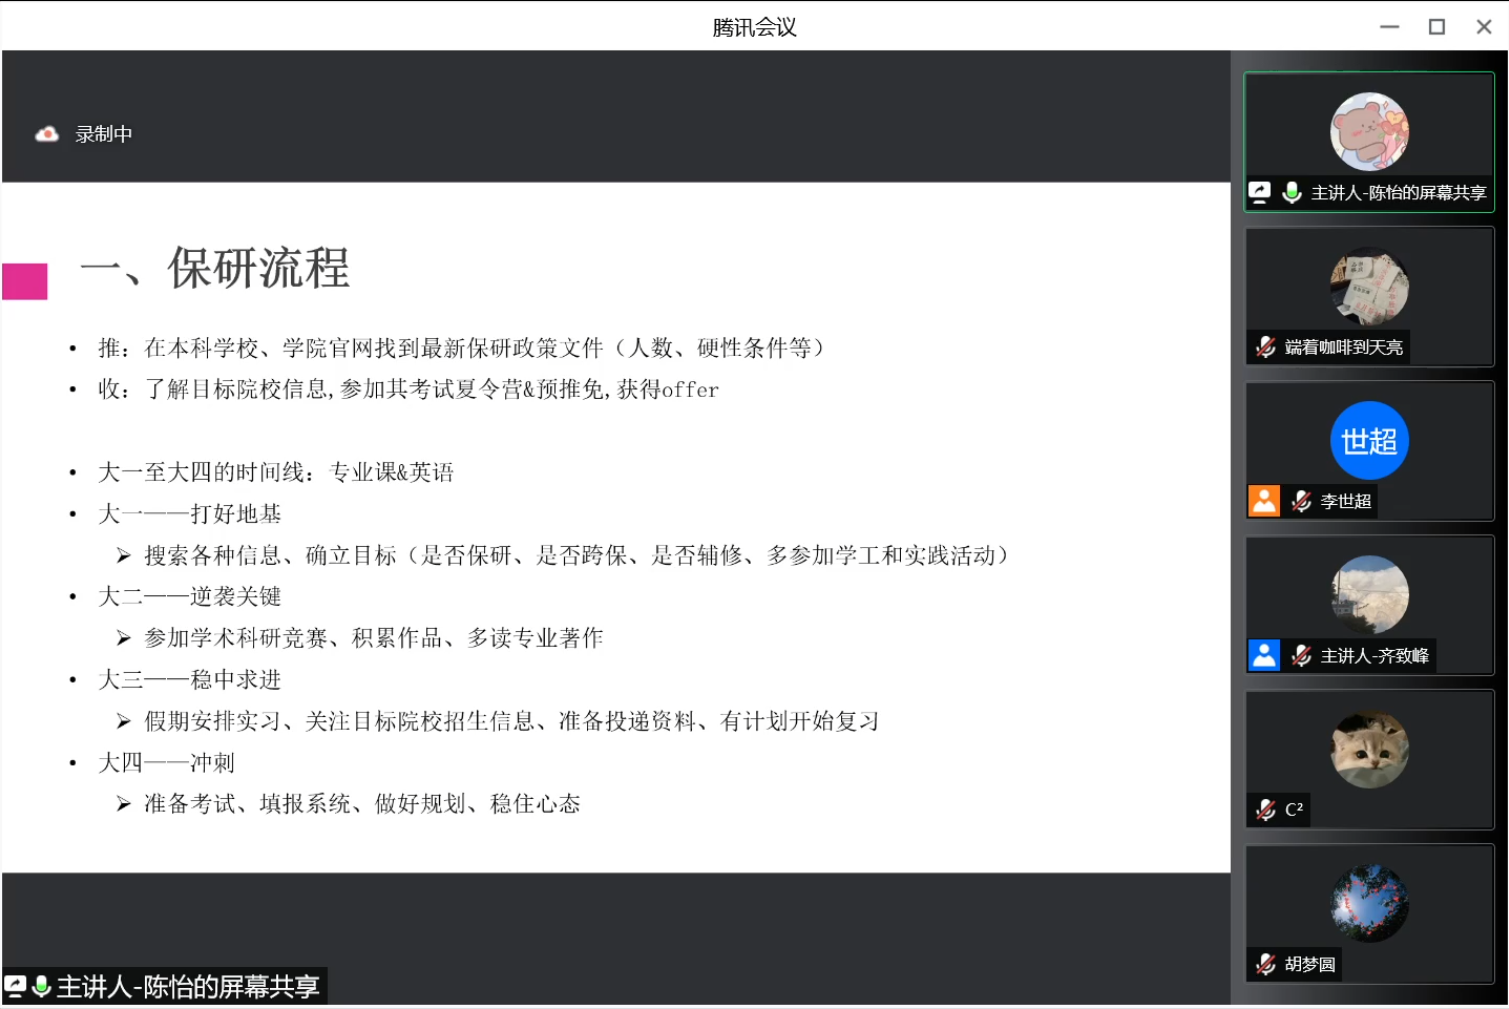 腾讯会议
录制中
一、保研流程
• 推：在本科学校、学院官网找到最新保研政策文件（人数、硬性条件等）
• 收：了解目标院校信息,参加其考试夏令营&预推免,获得offer
• 大一至大四的时间线：专业课&英语
• 大一——打好地基
➢ 搜索各种信息、确立目标（是否保研、是否跨保、是否辅修、多参加学工和实践活动）
• 大二——逆袭关键
➢ 参加学术科研竞赛、积累作品、多读专业著作
• 大三——稳中求进
➢ 假期安排实习、关注目标院校招生信息、准备投递资料、有计划开始复习
• 大四——冲刺
➢ 准备考试、填报系统、做好规划、稳住心态
主讲人-陈怡的屏幕共享
主讲人-陈怡的屏幕共享
端着咖啡到天亮
世超
李世超
主讲人-齐致峰
C²
胡梦圆